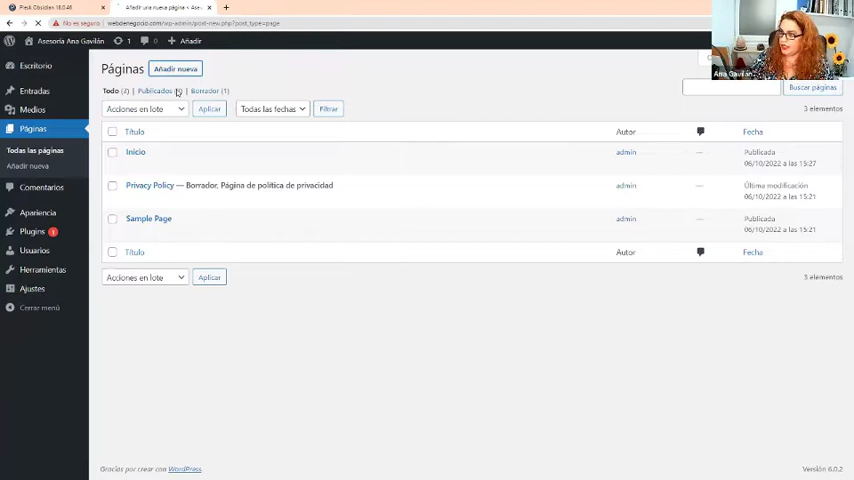 Plesk Obsidian 18.0.46
Añadir una nueva página < Ase
No es seguro | webdenegocio.com/wp-admin/post-new.php?post_type=page
Asesoría Ana Gavilán 1 0 + Añadir
Ana Gavilán
Escritorio
Entradas
Medios
Páginas
Todas las páginas
Añadir nueva
Comentarios
Apariencia
Plugins 1
Usuarios
Herramientas
Ajustes
Cerrar menú
Páginas Añadir nueva
Todo (3) | Publicados | Borrador (1)
Buscar páginas
Acciones en lote Aplicar Todas las fechas Filtrar 3 elementos
Título Autor Fecha
Inicio admin — Publicada
06/10/2022 a las 15:27
Privacy Policy — Borrador, Página de política de privacidad admin — Última modificación
06/10/2022 a las 15:21
Sample Page admin — Publicada
06/10/2022 a las 15:21
Título Autor Fecha
Acciones en lote Aplicar 3 elementos
Gracias por crear con WordPress. Versión 6.0.2